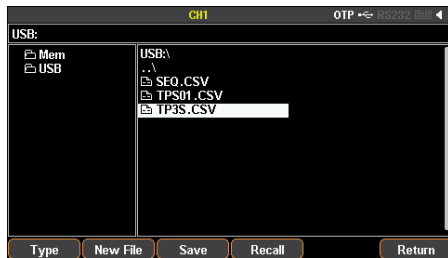 CH1 OTP RS232
USB:
Mem
USB
USB:\
..\
SEQ.CSV
TPS01.CSV
TP3S.CSV
Type New File Save Recall Return